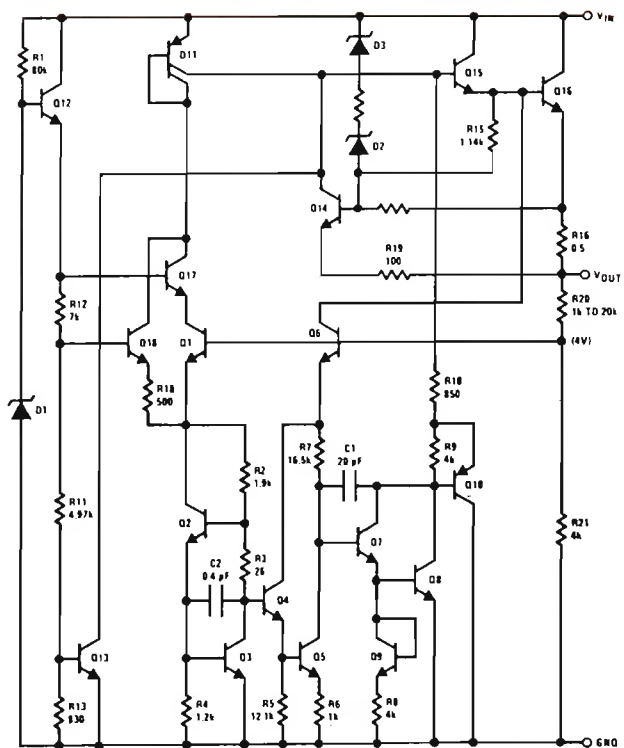 VIN
R1
80k
Q12
D11
D3
Q15
Q16
R15
1.14k
D2
Q14
R16
0.5
R19
100
VOUT
Q17
R12
7k
Q18
Q1
Q6
R20
1k TO 20k
(4V)
R18
500
R10
850
D1
R2
1.9k
R7
16.5k
C1
20 pF
R9
4k
Q10
R11
4.97k
Q2
R3
26
Q7
R21
4k
C2
0.4 pF
Q4
Q8
Q13
Q3
Q5
Q9
R13
830
R4
1.2k
R5
12.1k
R6
1k
R8
4k
GND